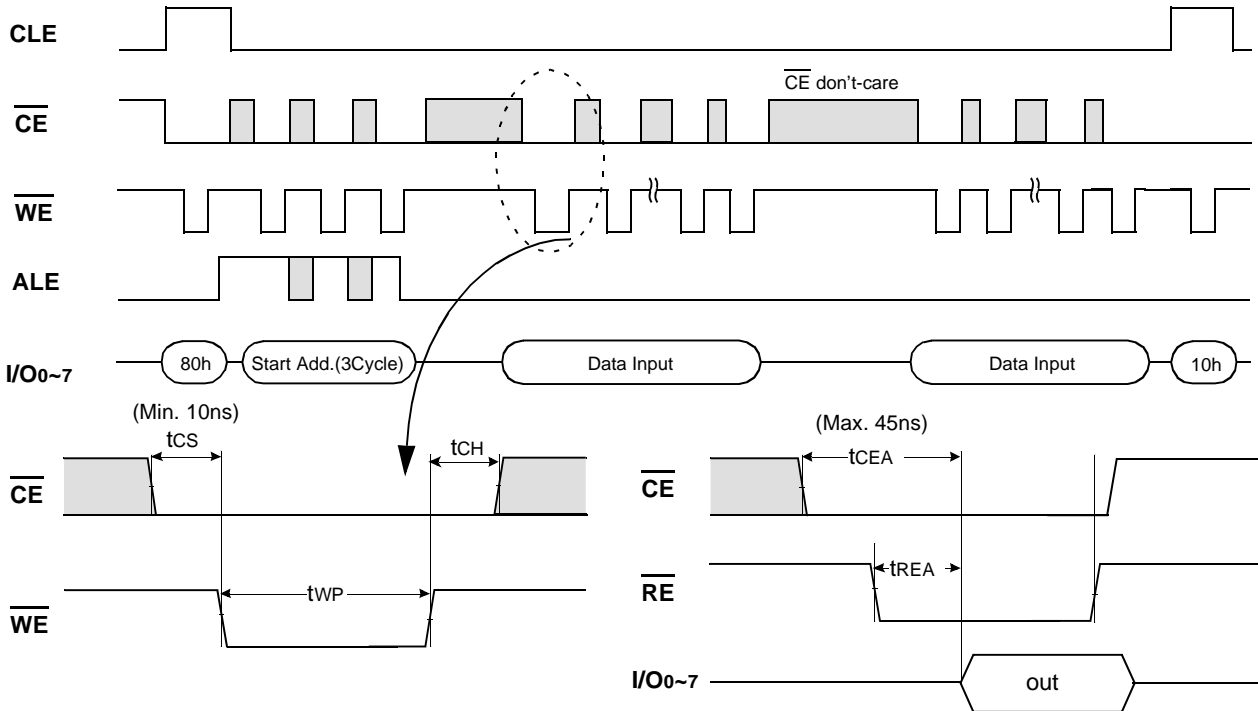 CLE
CE don't-care
CE
WE
ALE
I/O0~7 80h Start Add.(3Cycle) Data Input Data Input 10h
(Min. 10ns)
tCS
tCH
CE
tWP
WE
(Max. 45ns)
tCEA
CE
tREA
RE
I/O0~7 out